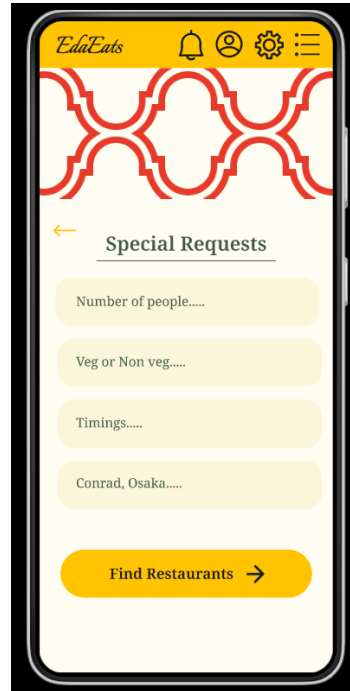 EdaEats
Special Requests
Number of people.....
Veg or Non veg.....
Timings.....
Conrad, Osaka.....
Find Restaurants